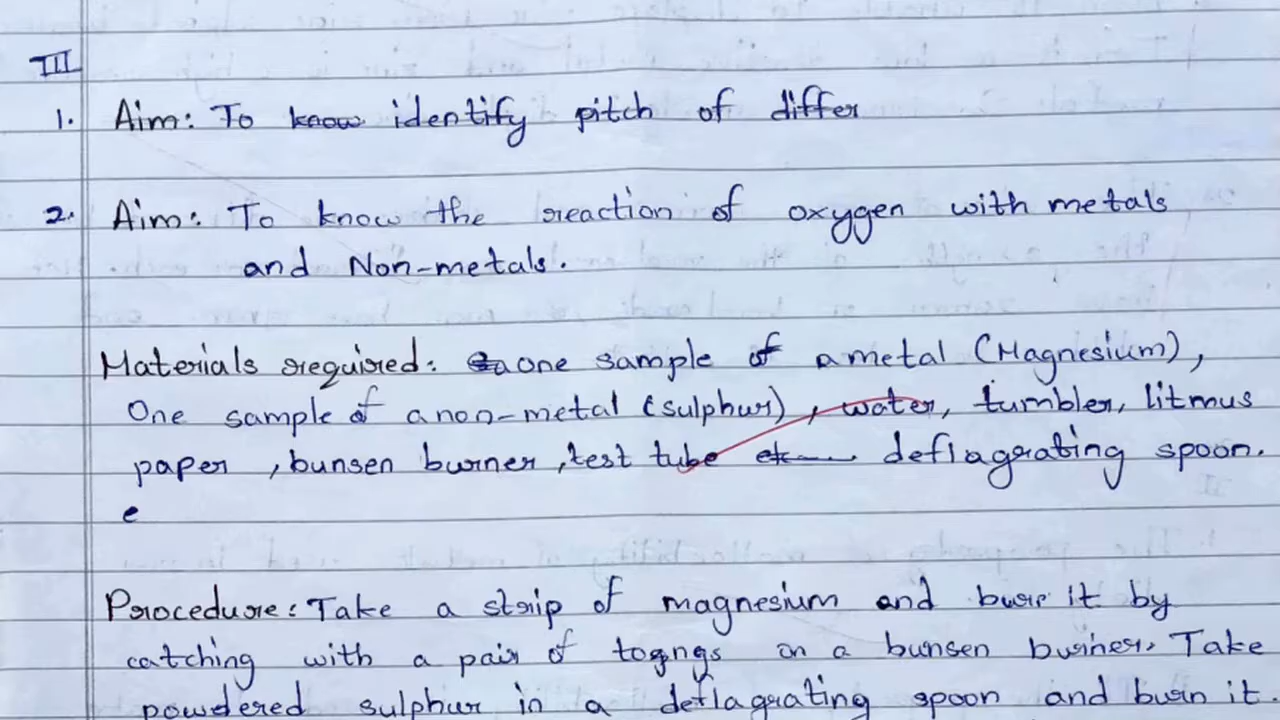 III
1. Aim: To know identify pitch of differ
2. Aim: To know the reaction of oxygen with metals
and Non-metals.
Materials required: one sample of a metal (Magnesium),
One sample of a non-metal (sulphur), water, tumbler, litmus
paper, bunsen burner, test tube deflagrating spoon.
e
Procedure: Take a strip of magnesium and burn it by
catching with a pair of togngs on a bunsen burner. Take
powdered sulphur in a deflagrating spoon and burn it.